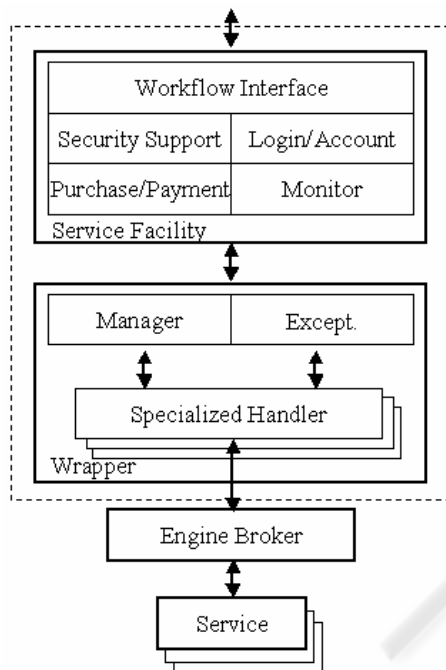 Workflow Interface
Security Support
Login/Account
Purchase/Payment
Monitor
Service Facility
Manager
Except.
Specialized Handler
Wrapper
Engine Broker
Service